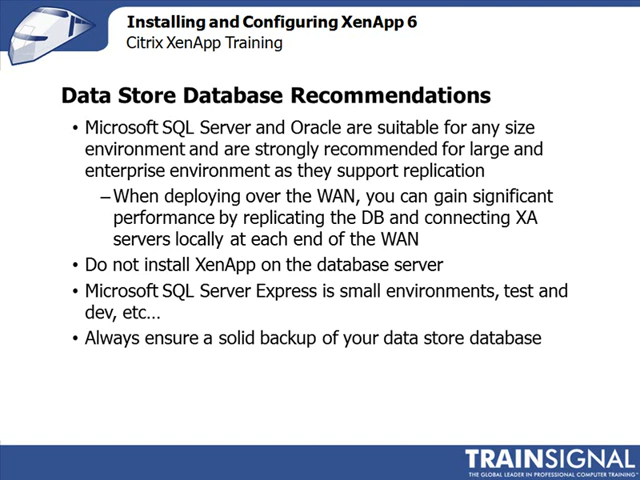 Installing and Configuring XenApp 6
Citrix XenApp Training
Data Store Database Recommendations
• Microsoft SQL Server and Oracle are suitable for any size
environment and are strongly recommended for large and
enterprise environment as they support replication
– When deploying over the WAN, you can gain significant
performance by replicating the DB and connecting XA
servers locally at each end of the WAN
• Do not install XenApp on the database server
• Microsoft SQL Server Express is small environments, test and
dev, etc…
• Always ensure a solid backup of your data store database
TRAINSIGNAL
THE GLOBAL LEADER IN PROFESSIONAL COMPUTER TRAINING™